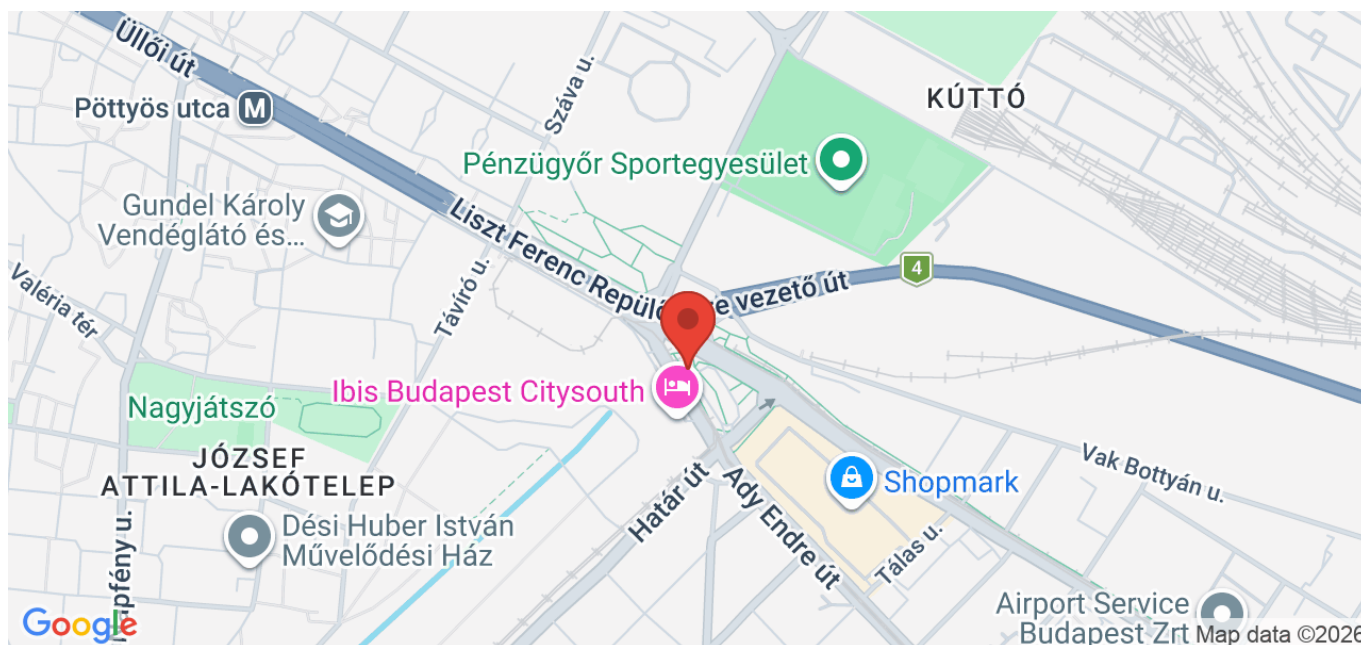 Üllői út
Pöttyös utca
M
Száva u.
KÚTTÓ
Pénzügyőr Sportegyesület
Gundel Károly
Vendéglátó és...
Liszt Ferenc
vezető út
4
Valéria tér
Távíró u.
Ibis Budapest Citysouth
Nagyjátszó
JÓZSEF
ATTILA-LAKÓTELEP
Vak Bottyán u.
Shopmark
Határ út
Ady Endre út
Dési Huber István
Művelődési Ház
Tálas u.
Airport Service
Budapest Zrt
Google
Map data ©2026